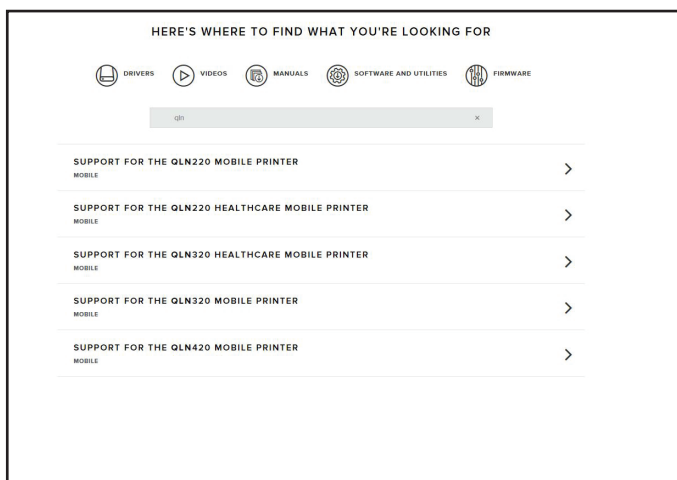 HERE'S WHERE TO FIND WHAT YOU'RE LOOKING FOR
DRIVERS VIDEOS MANUALS SOFTWARE AND UTILITIES FIRMWARE
qln ×
SUPPORT FOR THE QLN220 MOBILE PRINTER
MOBILE
SUPPORT FOR THE QLN220 HEALTHCARE MOBILE PRINTER
MOBILE
SUPPORT FOR THE QLN320 HEALTHCARE MOBILE PRINTER
MOBILE
SUPPORT FOR THE QLN320 MOBILE PRINTER
MOBILE
SUPPORT FOR THE QLN420 MOBILE PRINTER
MOBILE